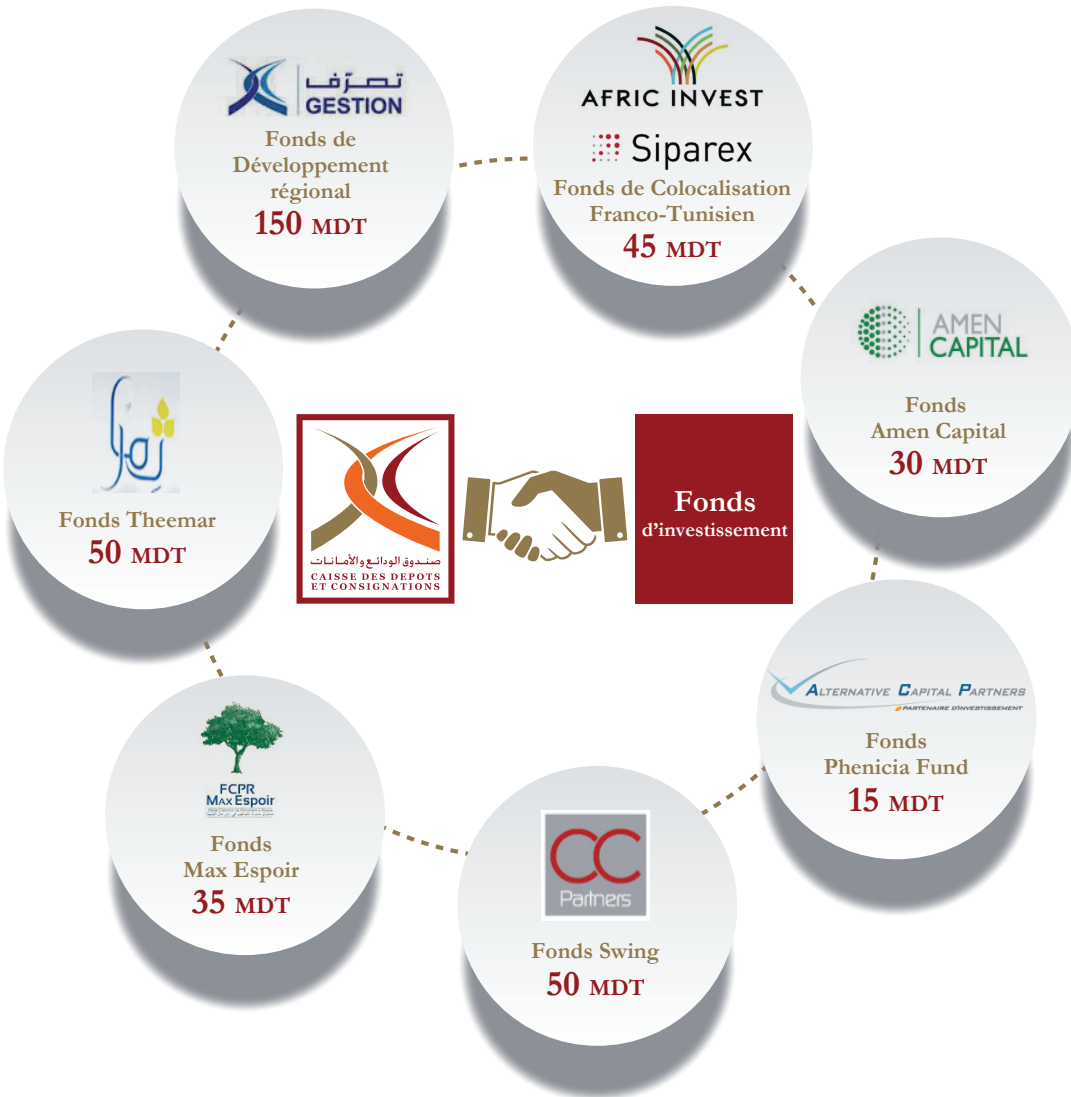 تصرّف
GESTION
Fonds de
Développement
régional
150 MDT
AFRIC INVEST
Siparex
Fonds de Colocalisation
Franco-Tunisien
45 MDT
AMEN
CAPITAL
Fonds
Amen Capital
30 MDT
Fonds Theemar
50 MDT
صندوق الودائع والأمانات
CAISSE DES DEPOTS
ET CONSIGNATIONS
Fonds
d'investissement
ALTERNATIVE CAPITAL PARTNERS
PARTENAIRE D'INVESTISSEMENT
Fonds
Phenicia Fund
15 MDT
FCPR
MAX Espoir
Fonds
Max Espoir
35 MDT
CC
Partners
Fonds Swing
50 MDT